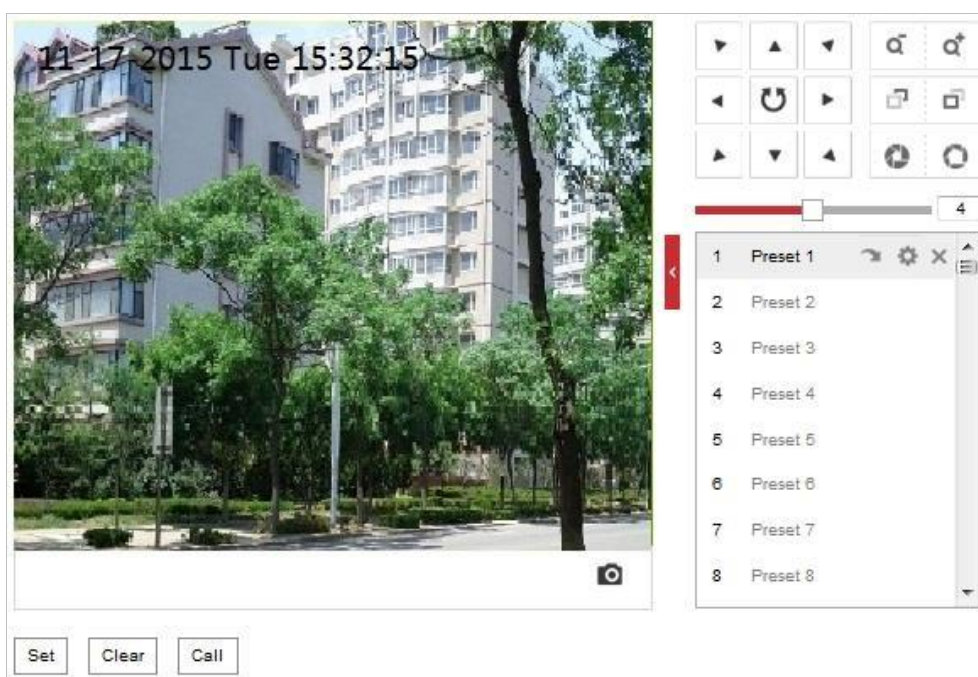 11-17-2015 Tue 15:32:15
4
1 Preset 1
2 Preset 2
3 Preset 3
4 Preset 4
5 Preset 5
6 Preset 6
7 Preset 7
8 Preset 8
Set Clear Call